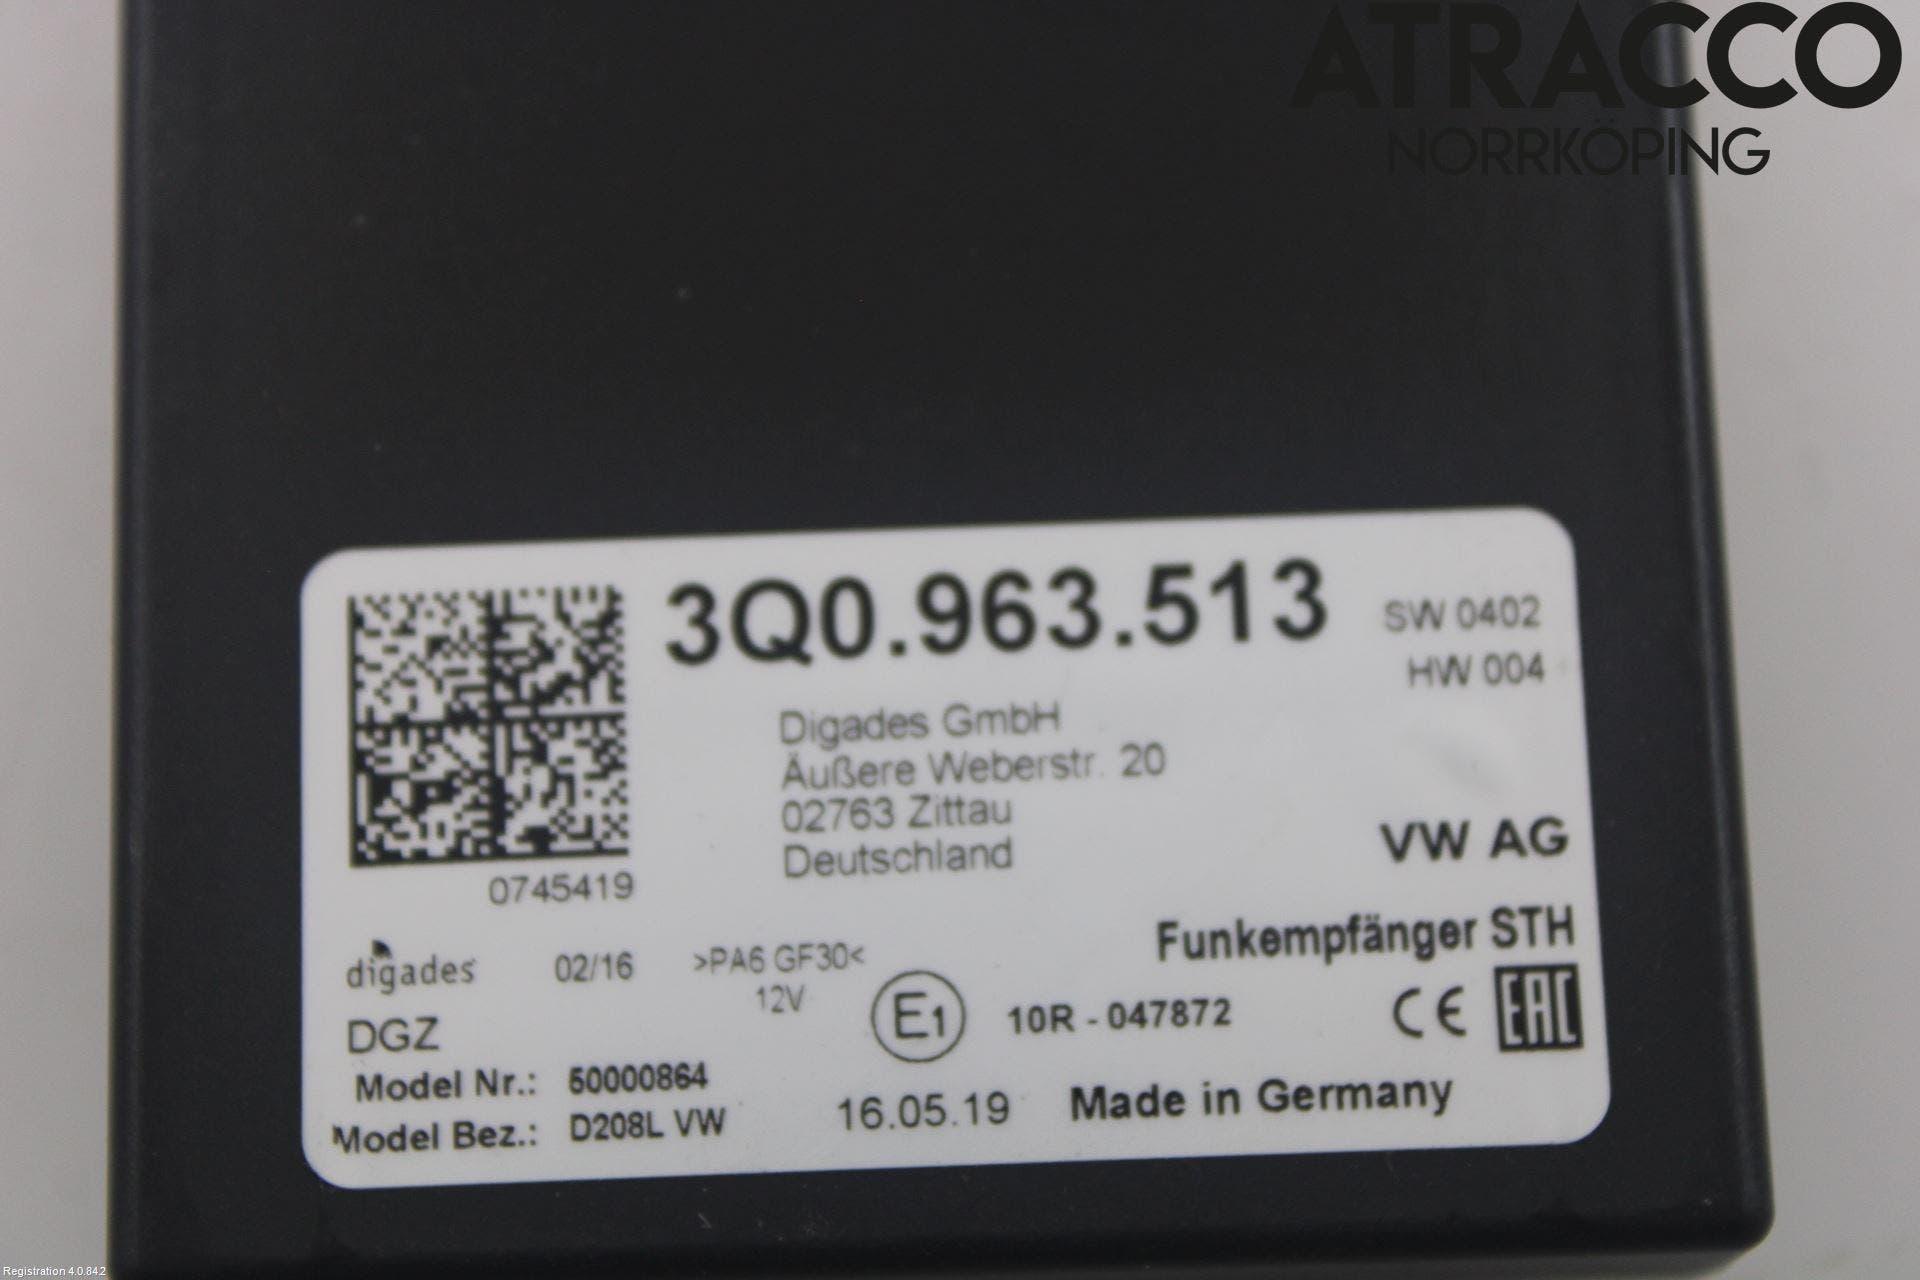 ATRACCO
NORRKÖPING
3Q0.963.513
SW 0402
HW 004
Digades GmbH
Äußere Weberstr. 20
02763 Zittau
Deutschland
VW AG
0745419
Funkempfänger STH
digades 02/16 >PA6 GF30<
12V
E1 10R - 047872 CE EAC
DGZ
Model Nr.: 50000864
Model Bez.: D208L VW
16.05.19 Made in Germany
Registration 4.0.842